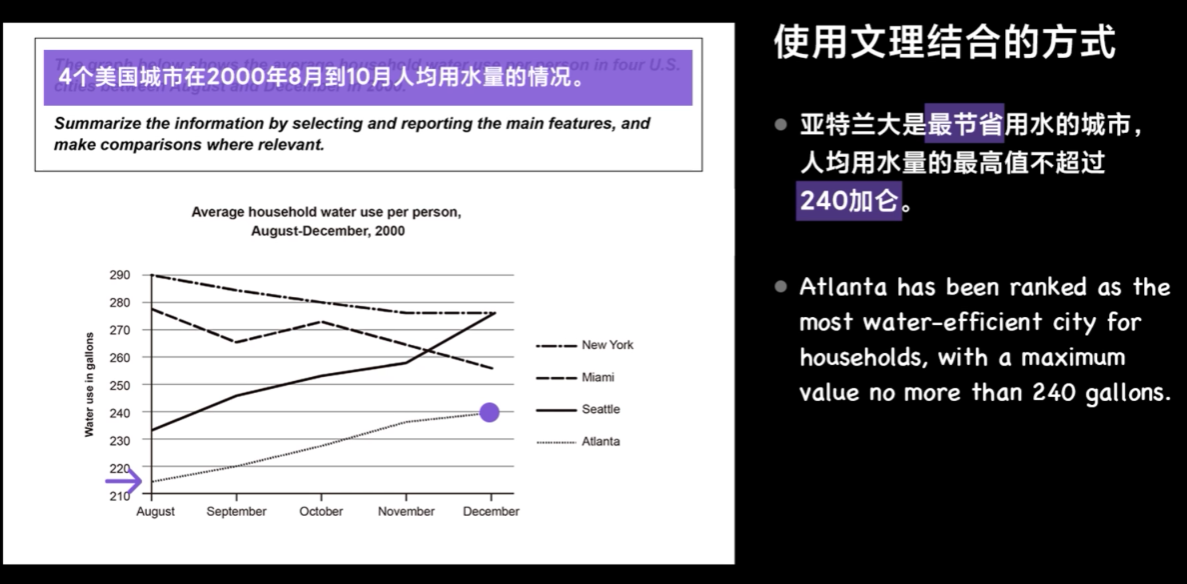 The graph below shows the average household water use per person in four U.S.
cities between August and December in 2000.
4个美国城市在2000年8月到10月人均用水量的情况。
Summarize the information by selecting and reporting the main features, and
make comparisons where relevant.
Average household water use per person,
August-December, 2000
Water use in gallons
290
280
270
260
250
240
230
220
210
August September October November December
New York
Miami
Seattle
Atlanta
使用文理结合的方式
亚特兰大是最节省用水的城市，
人均用水量的最高值不超过
240加仑。
Atlanta has been ranked as the
most water-efficient city for
households, with a maximum
value no more than 240 gallons.